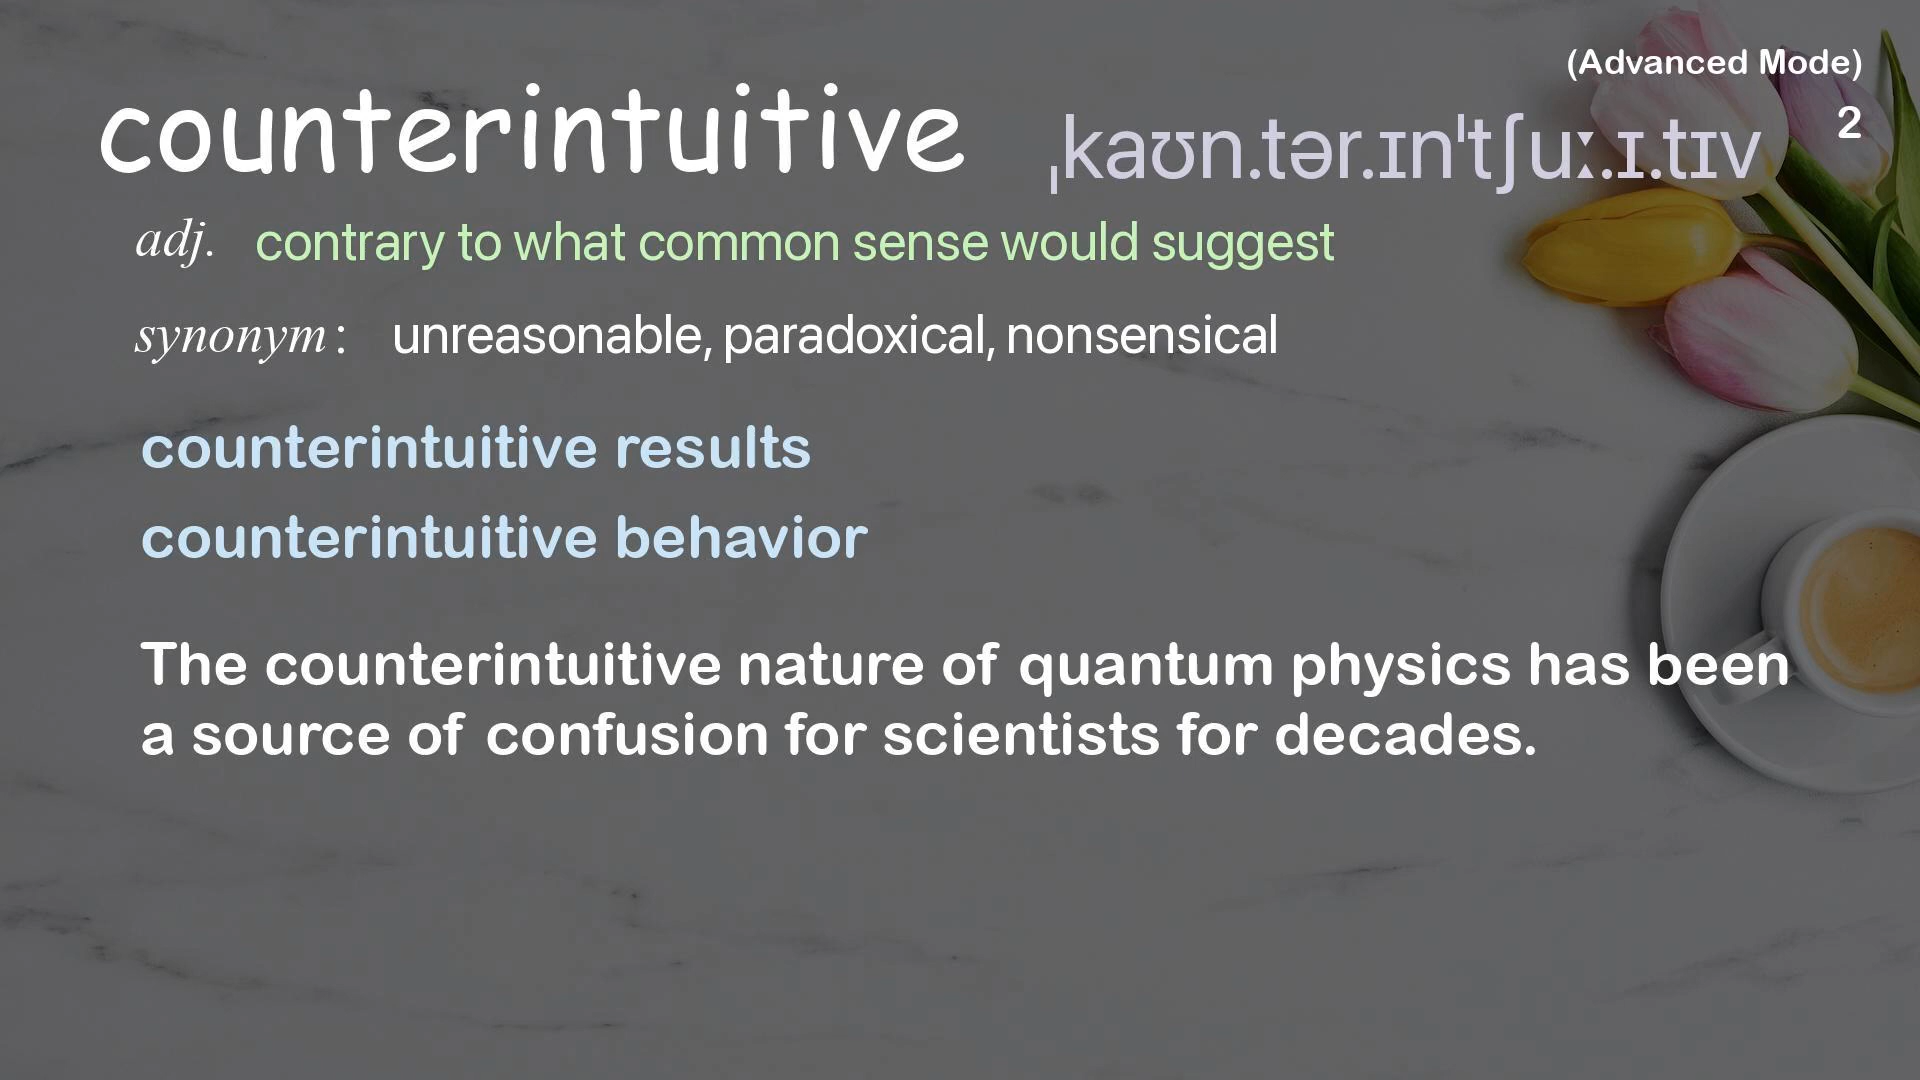 (Advanced Mode)
2
counterintuitive ˌkaʊn.tər.ɪnˈtʃuː.ɪ.tɪv
adj. contrary to what common sense would suggest
synonym : unreasonable, paradoxical, nonsensical
counterintuitive results
counterintuitive behavior
The counterintuitive nature of quantum physics has been
a source of confusion for scientists for decades.